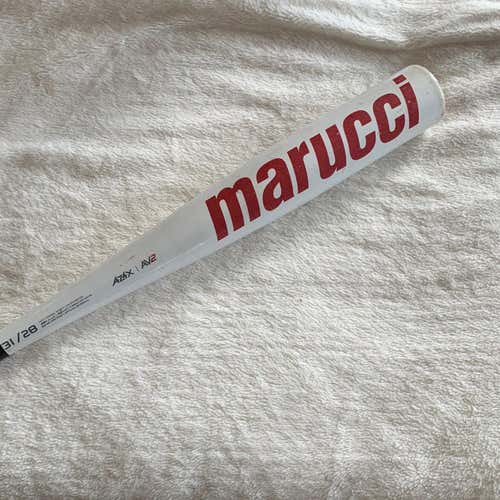 marucci
AZ4X | AV2
31/28